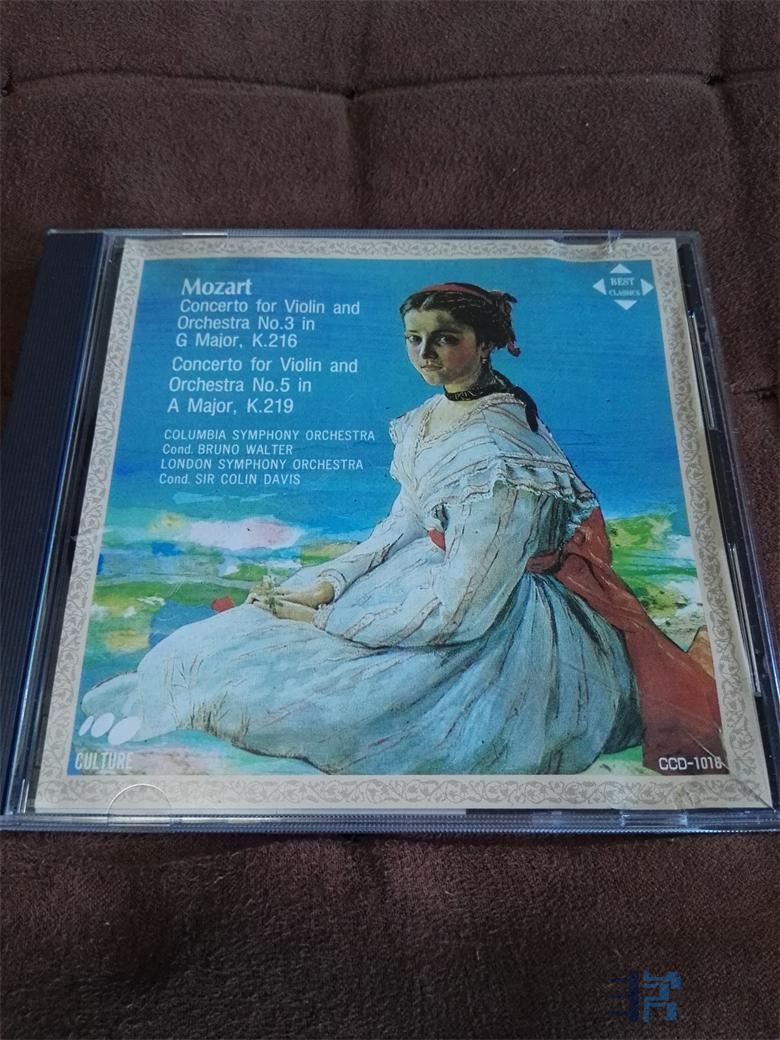 Mozart
Concerto for Violin and
Orchestra No.3 in
G Major, K.216
Concerto for Violin and
Orchestra No.5 in
A Major, K.219
COLUMBIA SYMPHONY ORCHESTRA
Cond. BRUNO WALTER
LONDON SYMPHONY ORCHESTRA
Cond. SIR COLIN DAVIS
BEST
CLASSICS
CULTURE
CCD-1018